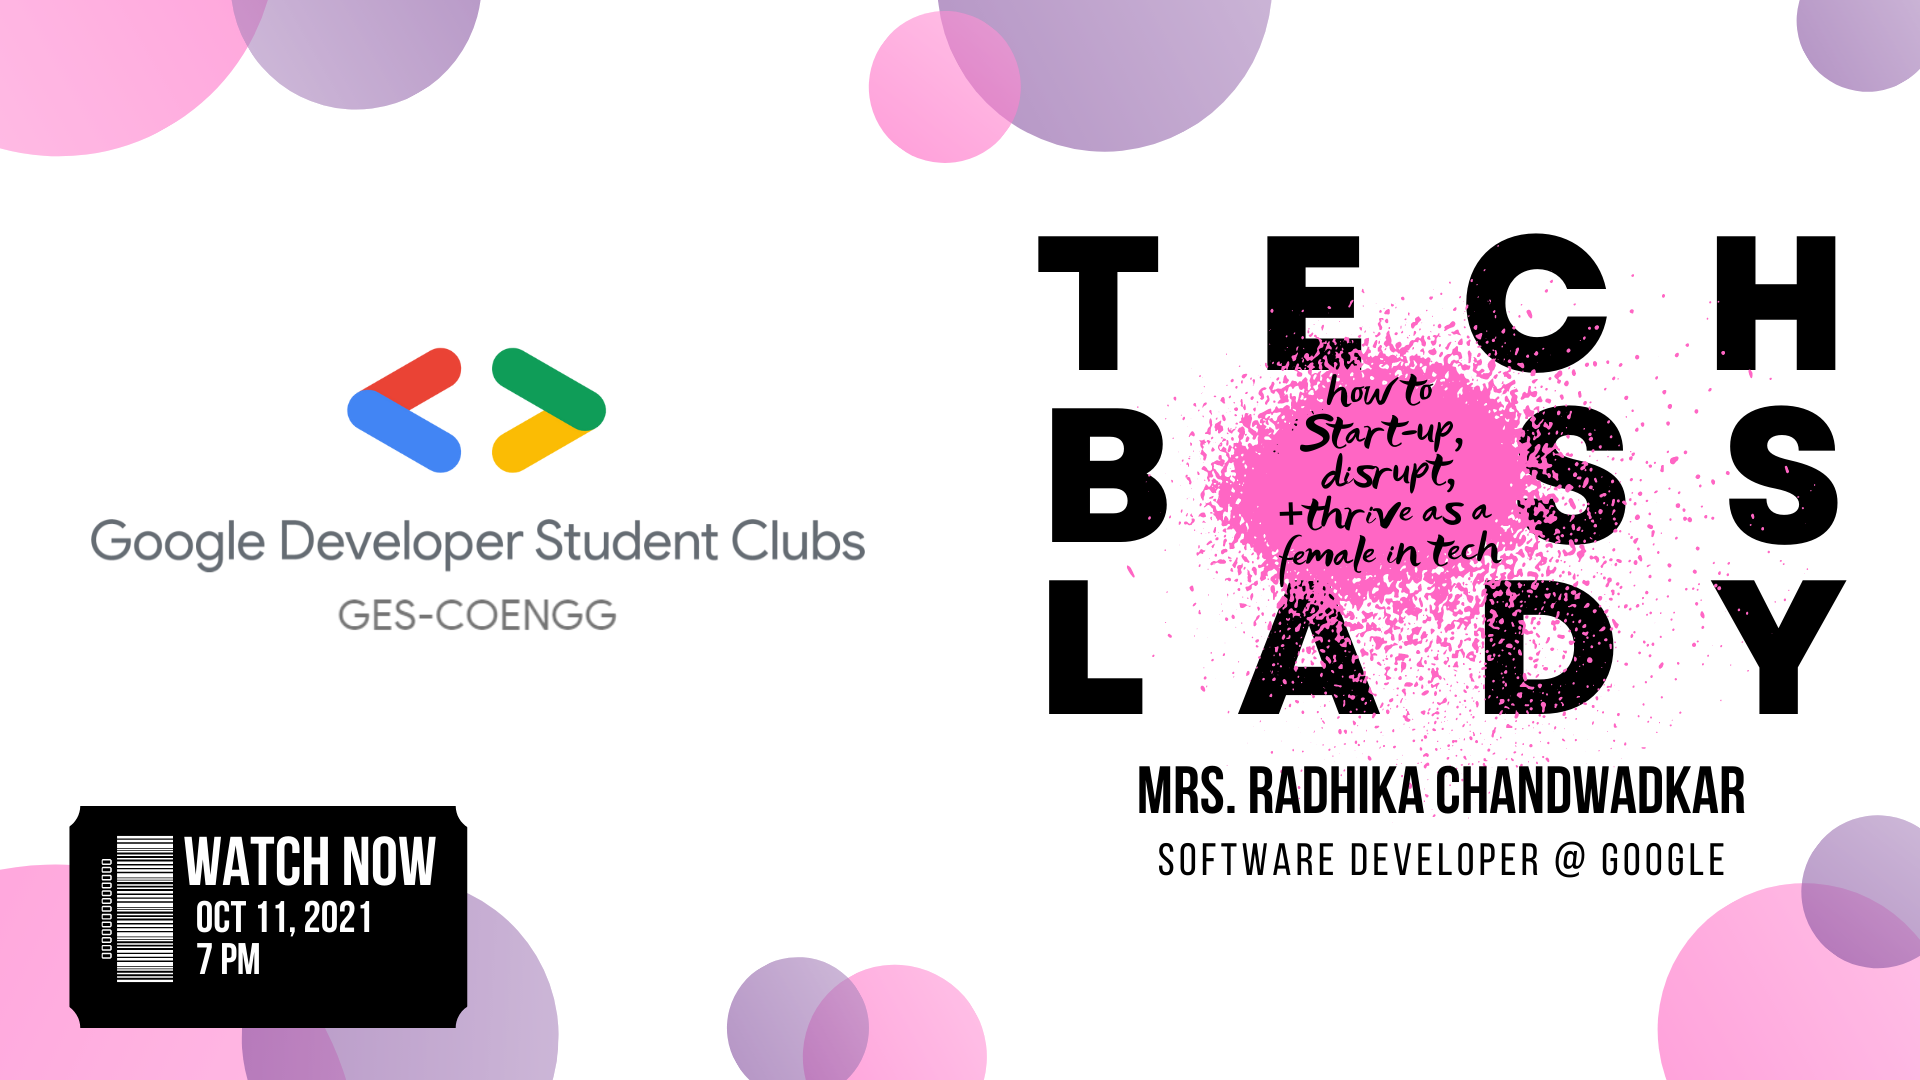 Google Developer Student Clubs
GES-COENGG
TECH
BOSS
LADY
how to
Start-up,
disrupt,
+thrive as a
female in tech
MRS. RADHIKA CHANDWADKAR
SOFTWARE DEVELOPER @ GOOGLE
WATCH NOW
OCT 11, 2021
7 PM
000000000000